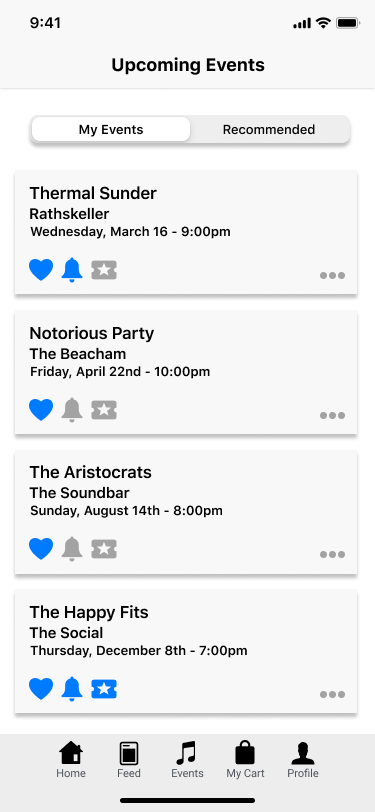 9:41
Upcoming Events
My Events Recommended
Thermal Sunder
Rathskeller
Wednesday, March 16 - 9:00pm
Notorious Party
The Beacham
Friday, April 22nd - 10:00pm
The Aristocrats
The Soundbar
Sunday, August 14th - 8:00pm
The Happy Fits
The Social
Thursday, December 8th - 7:00pm
Home Feed Events My Cart Profile